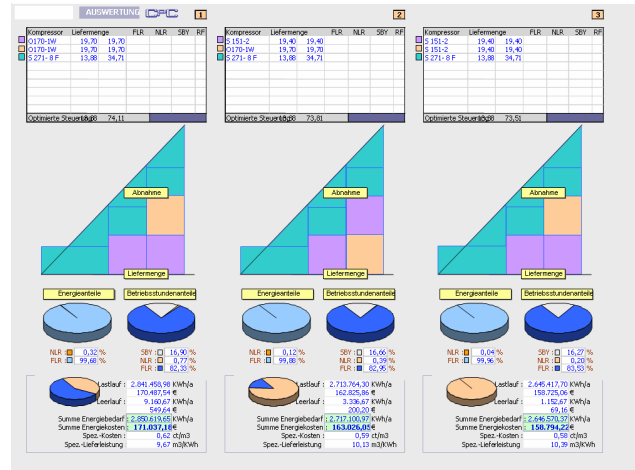 AUSWERTUNG CPC 1 2 3
Kompressor Liefermenge FLR NLR SBY RF
O170-1W 19,70 19,70
O170-1W 19,70 19,70
S 271- 8 F 13,88 34,71
Optimierte Steuerung 74,11
Kompressor Liefermenge FLR NLR SBY RF
S 151-2 19,40 19,40
O170-1W 19,70 19,70
S 271- 8 F 13,88 34,71
Optimierte Steuerung 73,81
Kompressor Liefermenge FLR NLR SBY RF
S 151-2 19,40 19,40
S 151-2 19,40 19,40
S 271- 8 F 13,88 34,71
Optimierte Steuerung 73,51
Abnahme Abnahme Abnahme
Liefermenge Liefermenge Liefermenge
Energieanteile Betriebsstundenanteile Energieanteile Betriebsstundenanteile Energieanteile Betriebsstundenanteile
NLR : 0,32 %
FLR : 99,68 %
SBY : 16,90 %
NLR : 0,77 %
FLR : 82,33 %
NLR : 0,12 %
FLR : 99,88 %
SBY : 16,66 %
NLR : 0,39 %
FLR : 82,95 %
NLR : 0,04 %
FLR : 99,96 %
SBY : 16,27 %
NLR : 0,20 %
FLR : 83,53 %
Lastlauf : 2.841.458,98 KWh/a
170.487,54 €
Leerlauf : 9.160,67 KWh/a
549,64 €
Summe Energiebedarf : 2.850.619,65 KWh/a
Summe Energiekosten : 171.037,18 €
Spez.-Kosten : 0,62 ct/m3
Spez.-Lieferleistung 9,67 m3/KWh
Lastlauf : 2.713.764,30 KWh/a
162.825,86 €
Leerlauf : 3.336,67 KWh/a
200,20 €
Summe Energiebedarf : 2.717.100,97 KWh/a
Summe Energiekosten : 163.026,05 €
Spez.-Kosten : 0,59 ct/m3
Spez.-Lieferleistung 10,13 m3/KWh
Lastlauf : 2.645.417,70 KWh/a
158.725,06 €
Leerlauf : 1.152,67 KWh/a
69,16 €
Summe Energiebedarf : 2.646.570,37 KWh/a
Summe Energiekosten : 158.794,22 €
Spez.-Kosten : 0,58 ct/m3
Spez.-Lieferleistung 10,39 m3/KWh